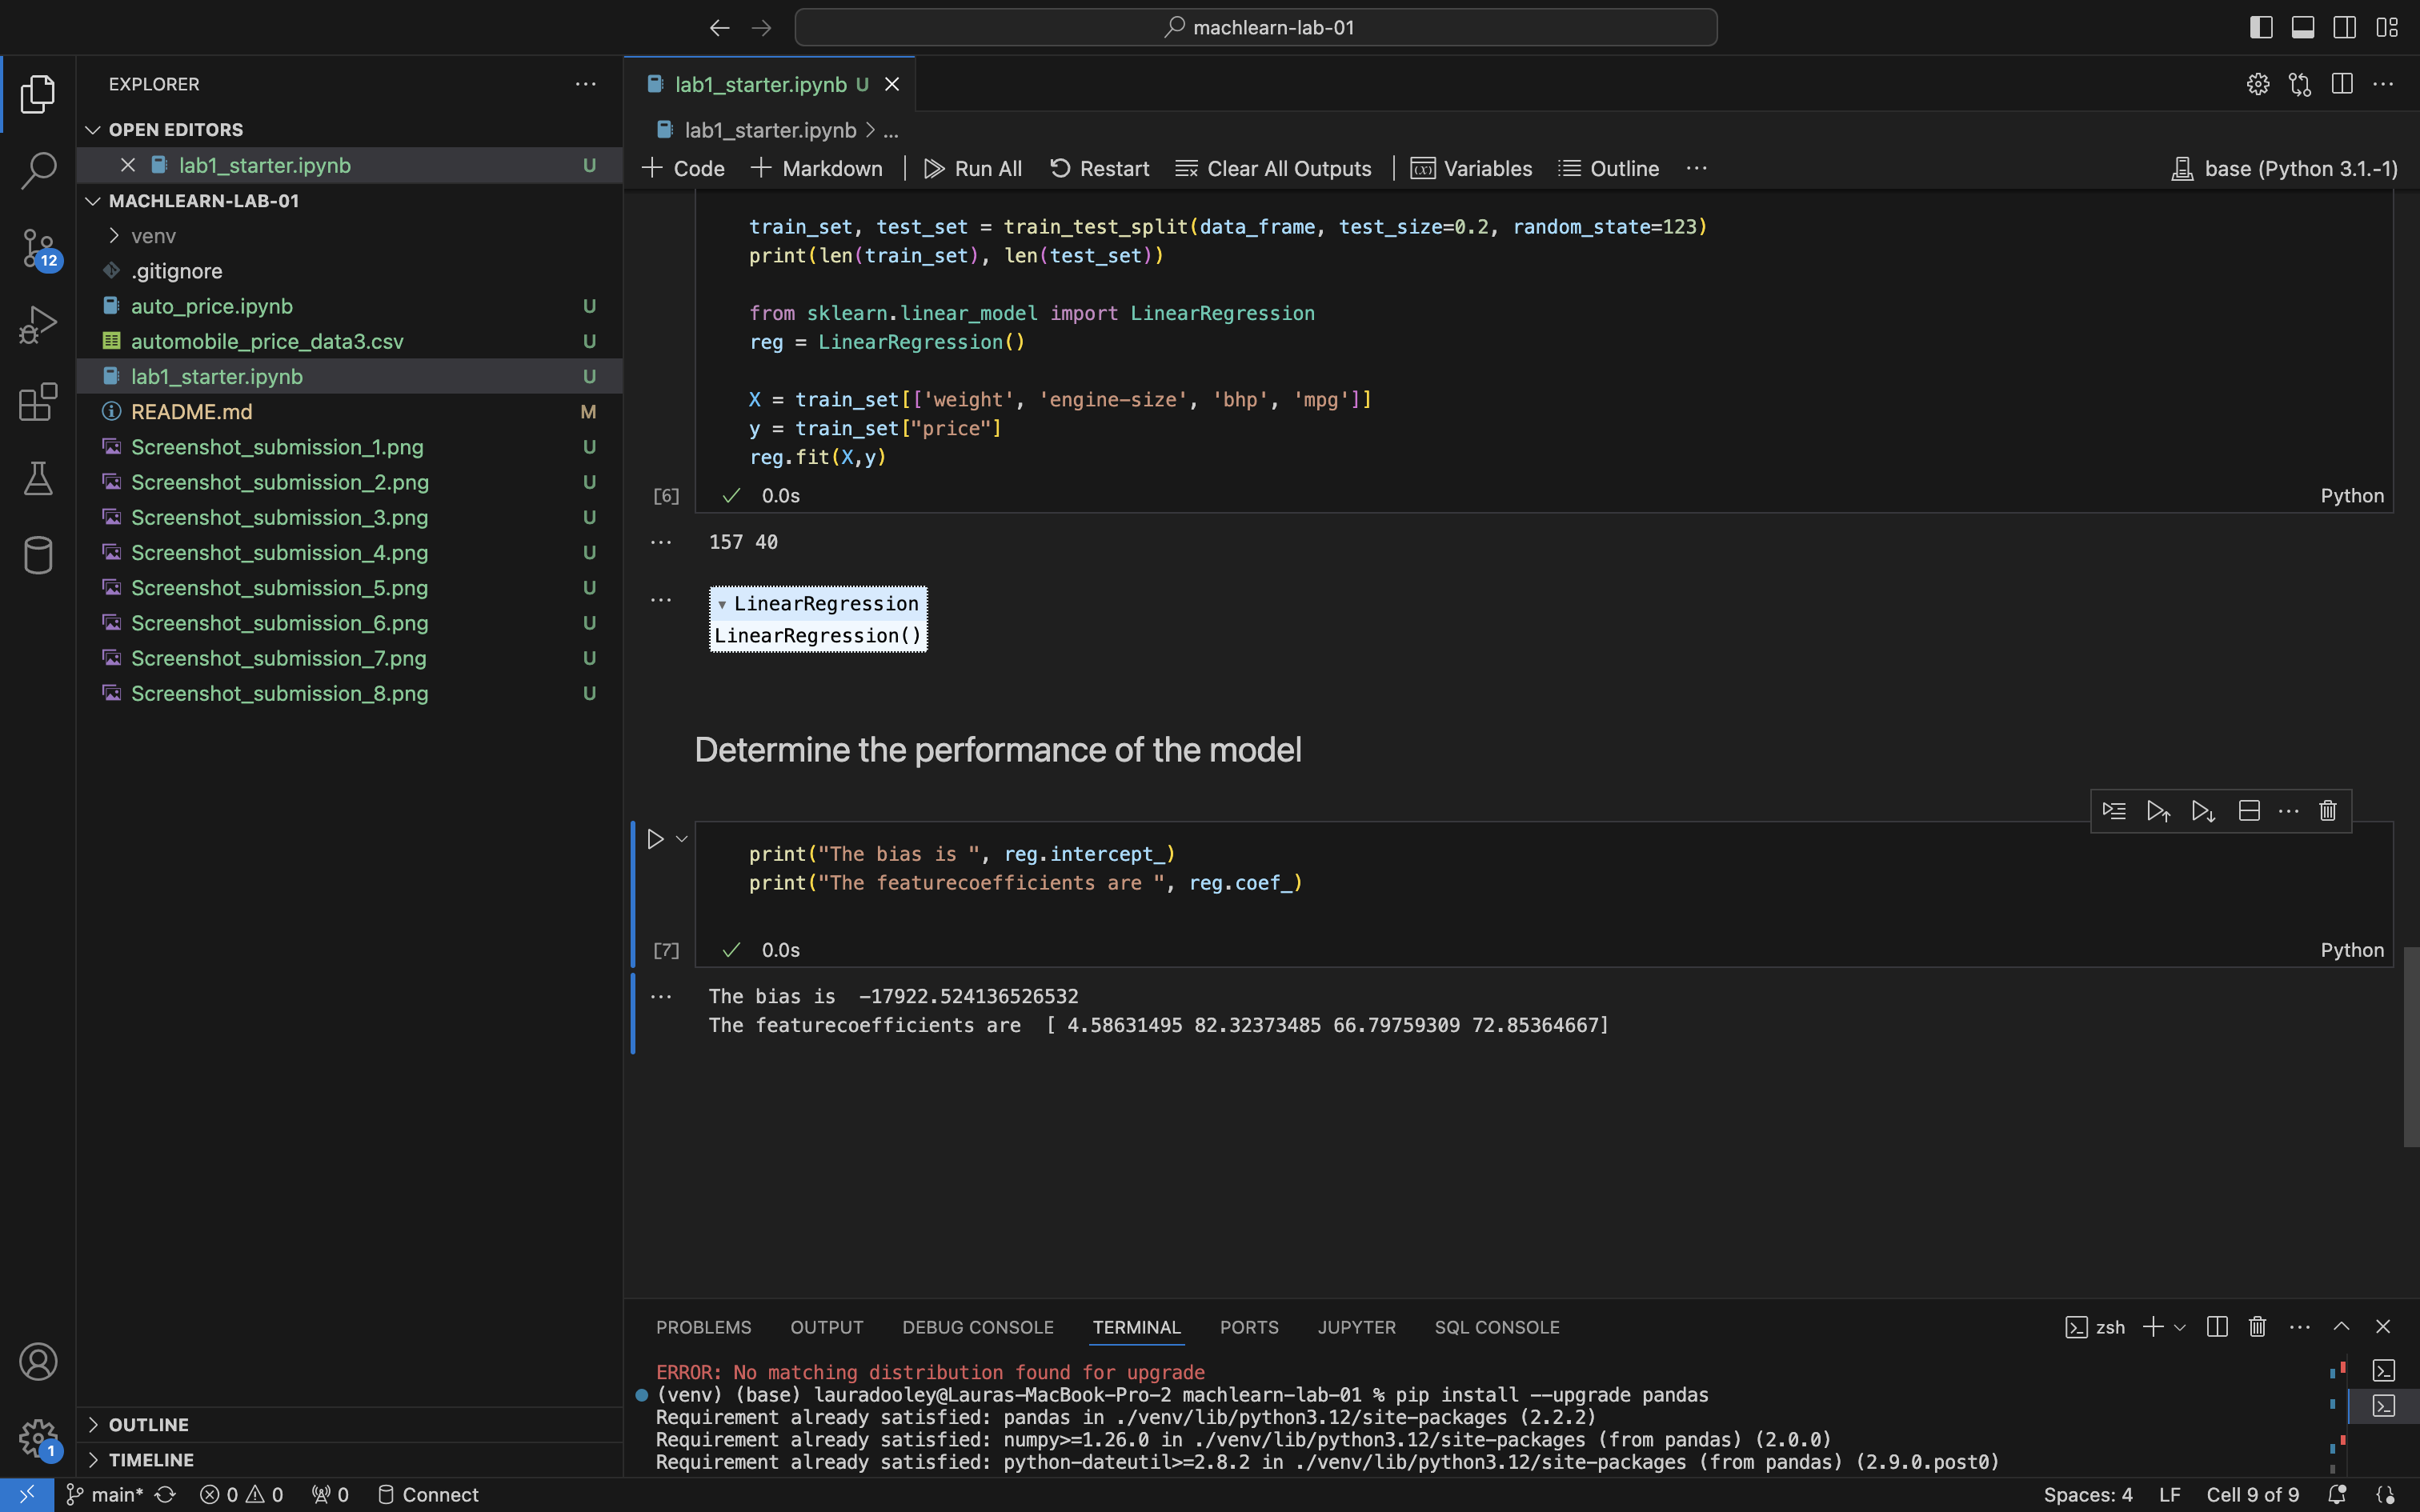 machlearn-lab-01
EXPLORER
OPEN EDITORS
lab1_starter.ipynb U
MACHLEARN-LAB-01
venv
.gitignore
auto_price.ipynb U
automobile_price_data3.csv U
lab1_starter.ipynb U
README.md M
Screenshot_submission_1.png U
Screenshot_submission_2.png U
Screenshot_submission_3.png U
Screenshot_submission_4.png U
Screenshot_submission_5.png U
Screenshot_submission_6.png U
Screenshot_submission_7.png U
Screenshot_submission_8.png U
OUTLINE
TIMELINE
12
1
lab1_starter.ipynb U
lab1_starter.ipynb > ...
Code Markdown Run All Restart Clear All Outputs Variables Outline ... base (Python 3.1.-1)
train_set, test_set = train_test_split(data_frame, test_size=0.2, random_state=123)
print(len(train_set), len(test_set))
from sklearn.linear_model import LinearRegression
reg = LinearRegression()
X = train_set[['weight', 'engine-size', 'bhp', 'mpg']]
y = train_set["price"]
reg.fit(X,y)
[6] 0.0s Python
157 40
LinearRegression
LinearRegression()
Determine the performance of the model
print("The bias is ", reg.intercept_)
print("The featurecoefficients are ", reg.coef_)
[7] 0.0s Python
The bias is  -17922.524136526532
The featurecoefficients are  [ 4.58631495 82.32373485 66.79759309 72.85364667]
PROBLEMS OUTPUT DEBUG CONSOLE TERMINAL PORTS JUPYTER SQL CONSOLE zsh
ERROR: No matching distribution found for upgrade
(venv) (base) lauradooley@Lauras-MacBook-Pro-2 machlearn-lab-01 % pip install --upgrade pandas
Requirement already satisfied: pandas in ./venv/lib/python3.12/site-packages (2.2.2)
Requirement already satisfied: numpy>=1.26.0 in ./venv/lib/python3.12/site-packages (from pandas) (2.0.0)
Requirement already satisfied: python-dateutil>=2.8.2 in ./venv/lib/python3.12/site-packages (from pandas) (2.9.0.post0)
main* 0 0 0 Connect Spaces: 4 LF Cell 9 of 9